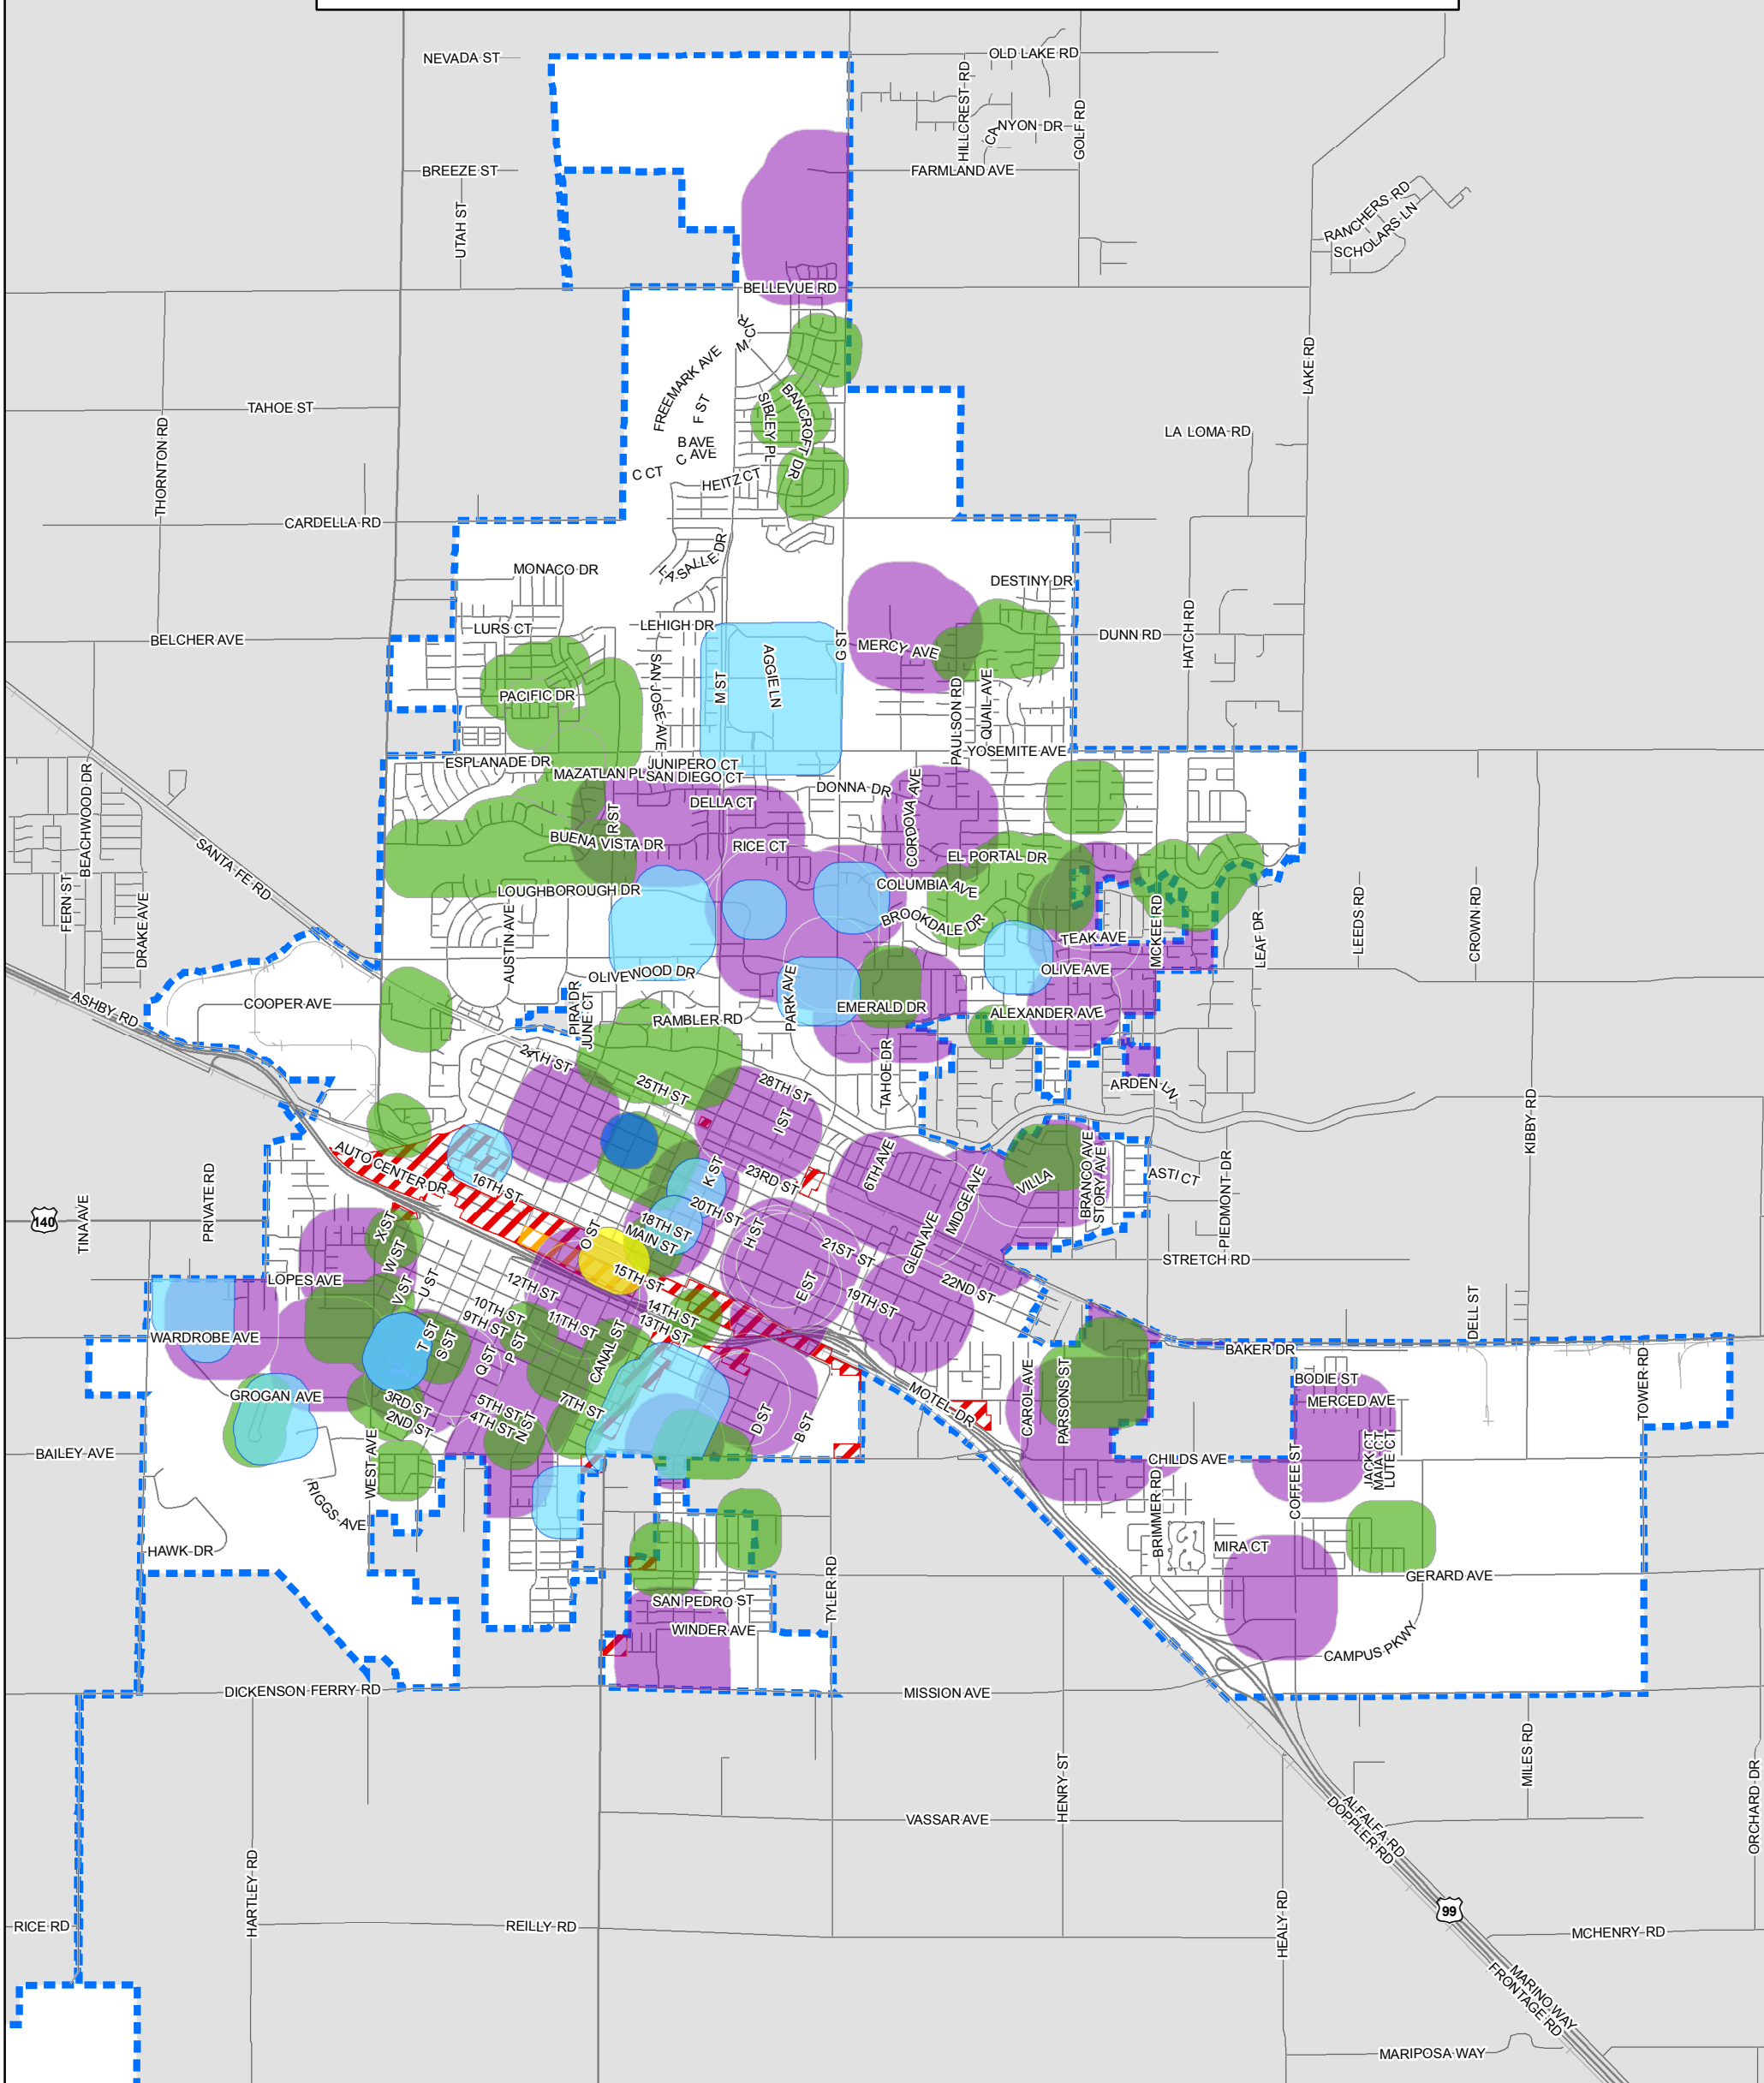 NEVADA ST
OLD LAKE RD
HILLCREST RD
CA
NYON DR
GOLF RD
BREEZE ST
FARMLAND AVE
UTAH ST
RANCHERS RD
SCHOLARS LN
BELLEVUE RD
M CIR
FREEMARK AVE
F ST
SIBLEY PL
BANCROFT DR
LAKE RD
TAHOE ST
THORNTON RD
B AVE
C AVE
C CT
HEITZ CT
LA LOMA RD
CARDELLA RD
LA SALLE DR
MONACO DR
DESTINY DR
LURS CT
LEHIGH DR
BELCHER AVE
G ST
MERCY AVE
DUNN RD
HATCH RD
AGGIE LN
M ST
SAN JOSE AVE
PACIFIC DR
PAULSON RD
QUAIL AVE
YOSEMITE AVE
ESPLANADE DR
JUNIPERO CT
MAZATLAN PL
SAN DIEGO CT
DONNA DR
BEACHWOOD DR
DELLA CT
R ST
CORDOVA AVE
BUENA VISTA DR
RICE CT
EL PORTAL DR
SANTA FE RD
FERN ST
DRAKE AVE
LOUGHBOROUGH DR
COLUMBIA AVE
BROOKDALE DR
AUSTIN AVE
TEAK AVE
MCKEE RD
LEAF DR
LEEDS RD
CROWN RD
OLIVEWOOD DR
OLIVE AVE
ASHBY RD
COOPER AVE
PIRA DR
JUNE CT
PARK AVE
EMERALD DR
ALEXANDER AVE
RAMBLER RD
24TH ST
25TH ST
28TH ST
TAHOE DR
ARDEN LN
I ST
KIBBY RD
AUTO CENTER DR
16TH ST
K ST
23RD ST
6TH AVE
MIDGE AVE
VILLA
BRANCO AVE
STORY AVE
ASTI CT
PIEDMONT DR
140
TINA AVE
PRIVATE RD
X ST
W ST
20TH ST
18TH ST
MAIN ST
O ST
H ST
21ST ST
GLEN AVE
STRETCH RD
LOPES AVE
V ST
U ST
12TH ST
15TH ST
E ST
19TH ST
22ND ST
DELL ST
10TH ST
9TH ST
11TH ST
14TH ST
13TH ST
WARDROBE AVE
T ST
S ST
Q ST
P ST
CANAL ST
BAKER DR
GROGAN AVE
3RD ST
2ND ST
5TH ST
4TH ST
N ST
7TH ST
D ST
B ST
MOTEL DR
CAROL AVE
PARSONS ST
BODIE ST
MERCED AVE
TOWER RD
BAILEY AVE
WEST AVE
CHILDS AVE
COFFEE ST
JACK CT
MAIA CT
LUTE CT
RIGGS AVE
BRIMMER RD
HAWK DR
MIRA CT
GERARD AVE
SAN PEDRO ST
TYLER RD
WINDER AVE
CAMPUS PKWY
DICKENSON FERRY RD
MISSION AVE
HENRY ST
MILES RD
VASSAR AVE
ALFALFA RD
DOPPLER RD
ORCHARD DR
HARTLEY RD
RICE RD
REILLY RD
HEALY RD
99
MCHENRY RD
MARINO WAY
FRONTAGE RD
MARIPOSA WAY